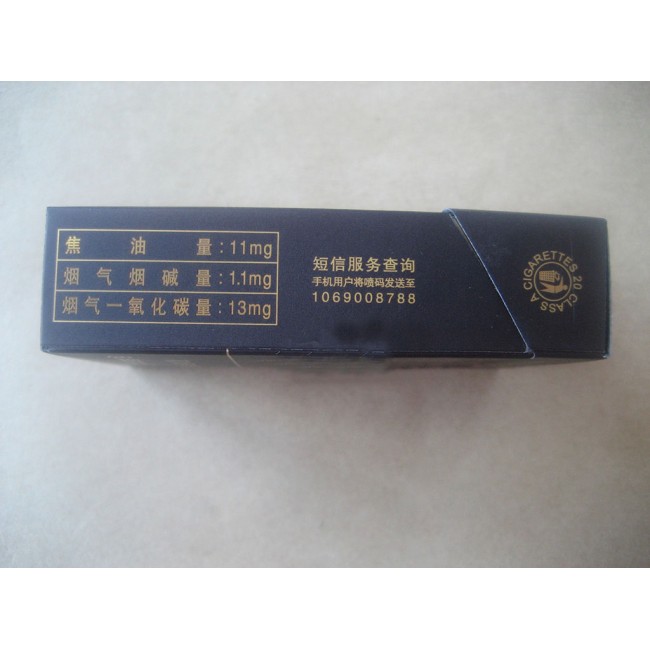 焦油量：11mg
烟气烟碱量：1.1mg
烟气一氧化碳量：13mg
短信服务查询
手机用户将喷码发送至
1069008788
20 CLASS A CIGARETTES